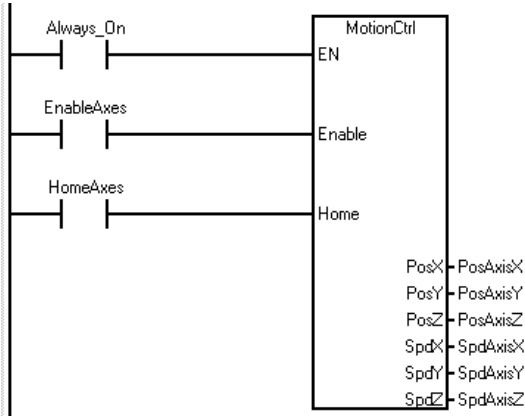 Always_On
MotionCtrl
EN
EnableAxes
Enable
HomeAxes
Home
PosX PosAxisX
PosY PosAxisY
PosZ PosAxisZ
SpdX SpdAxisX
SpdY SpdAxisY
SpdZ SpdAxisZ